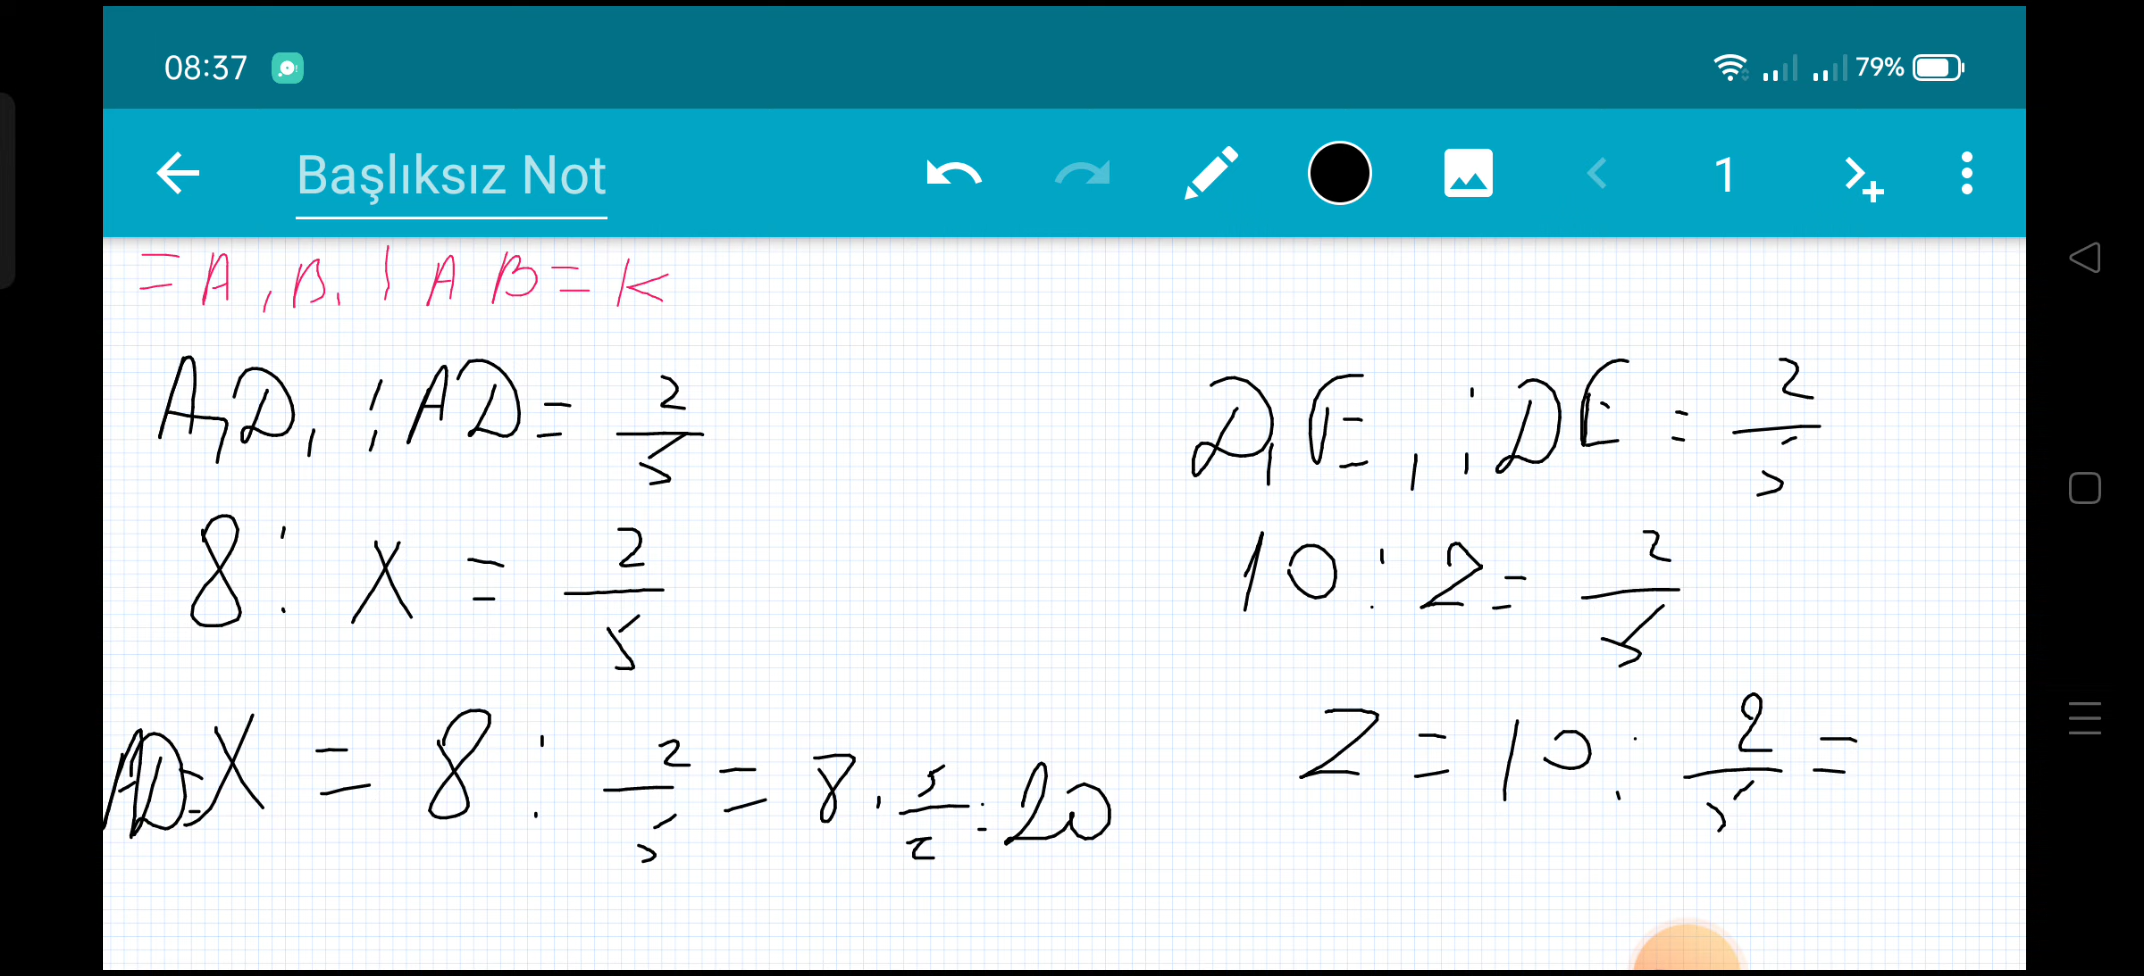 08:37 79%
Başlıksız Not 1
= A, B, : AB = K
A, D, : AD = 2/5
D, E, : DE = 2/5
8 : x = 2/5
10 : z = 2/5
AD = x = 8 : 2/5 = 8 . 5/2 = 20
z = 10 : 2/5 =